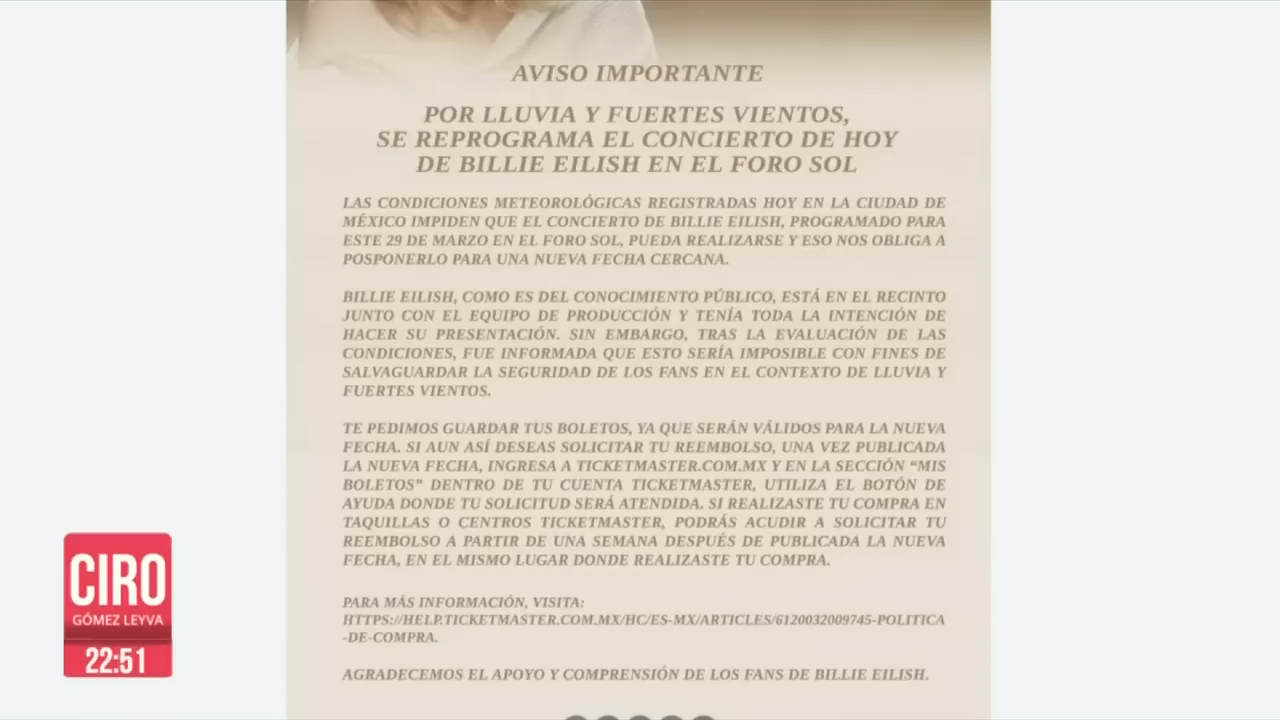 AVISO IMPORTANTE
POR LLUVIA Y FUERTES VIENTOS,
SE REPROGRAMA EL CONCIERTO DE HOY
DE BILLIE EILISH EN EL FORO SOL
LAS CONDICIONES METEOROLÓGICAS REGISTRADAS HOY EN LA CIUDAD DE
MÉXICO IMPIDEN QUE EL CONCIERTO DE BILLIE EILISH, PROGRAMADO PARA
ESTE 29 DE MARZO EN EL FORO SOL, PUEDA REALIZARSE Y ESO NOS OBLIGA A
POSPONERLO PARA UNA NUEVA FECHA CERCANA.
BILLIE EILISH, COMO ES DEL CONOCIMIENTO PÚBLICO, ESTÁ EN EL RECINTO
JUNTO CON EL EQUIPO DE PRODUCCIÓN Y TENÍA TODA LA INTENCIÓN DE
HACER SU PRESENTACIÓN. SIN EMBARGO, TRAS LA EVALUACIÓN DE LAS
CONDICIONES, FUE INFORMADA QUE ESTO SERÍA IMPOSIBLE CON FINES DE
SALVAGUARDAR LA SEGURIDAD DE LOS FANS EN EL CONTEXTO DE LLUVIA Y
FUERTES VIENTOS.
TE PEDIMOS GUARDAR TUS BOLETOS, YA QUE SERÁN VÁLIDOS PARA LA NUEVA
FECHA. SI AUN ASÍ DESEAS SOLICITAR TU REEMBOLSO, UNA VEZ PUBLICADA
LA NUEVA FECHA, INGRESA A TICKETMASTER.COM.MX Y EN LA SECCIÓN “MIS
BOLETOS” DENTRO DE TU CUENTA TICKETMASTER, UTILIZA EL BOTÓN DE
AYUDA DONDE TU SOLICITUD SERÁ ATENDIDA. SI REALIZASTE TU COMPRA EN
TAQUILLAS O CENTROS TICKETMASTER, PODRÁS ACUDIR A SOLICITAR TU
REEMBOLSO A PARTIR DE UNA SEMANA DESPUÉS DE PUBLICADA LA NUEVA
FECHA, EN EL MISMO LUGAR DONDE REALIZASTE TU COMPRA.
PARA MÁS INFORMACIÓN, VISITA:
HTTPS://HELP.TICKETMASTER.COM.MX/HC/ES-MX/ARTICLES/6120032009745-POLITICA
-DE-COMPRA.
AGRADECEMOS EL APOYO Y COMPRENSIÓN DE LOS FANS DE BILLIE EILISH.
CIRO
GÓMEZ LEYVA
22:51